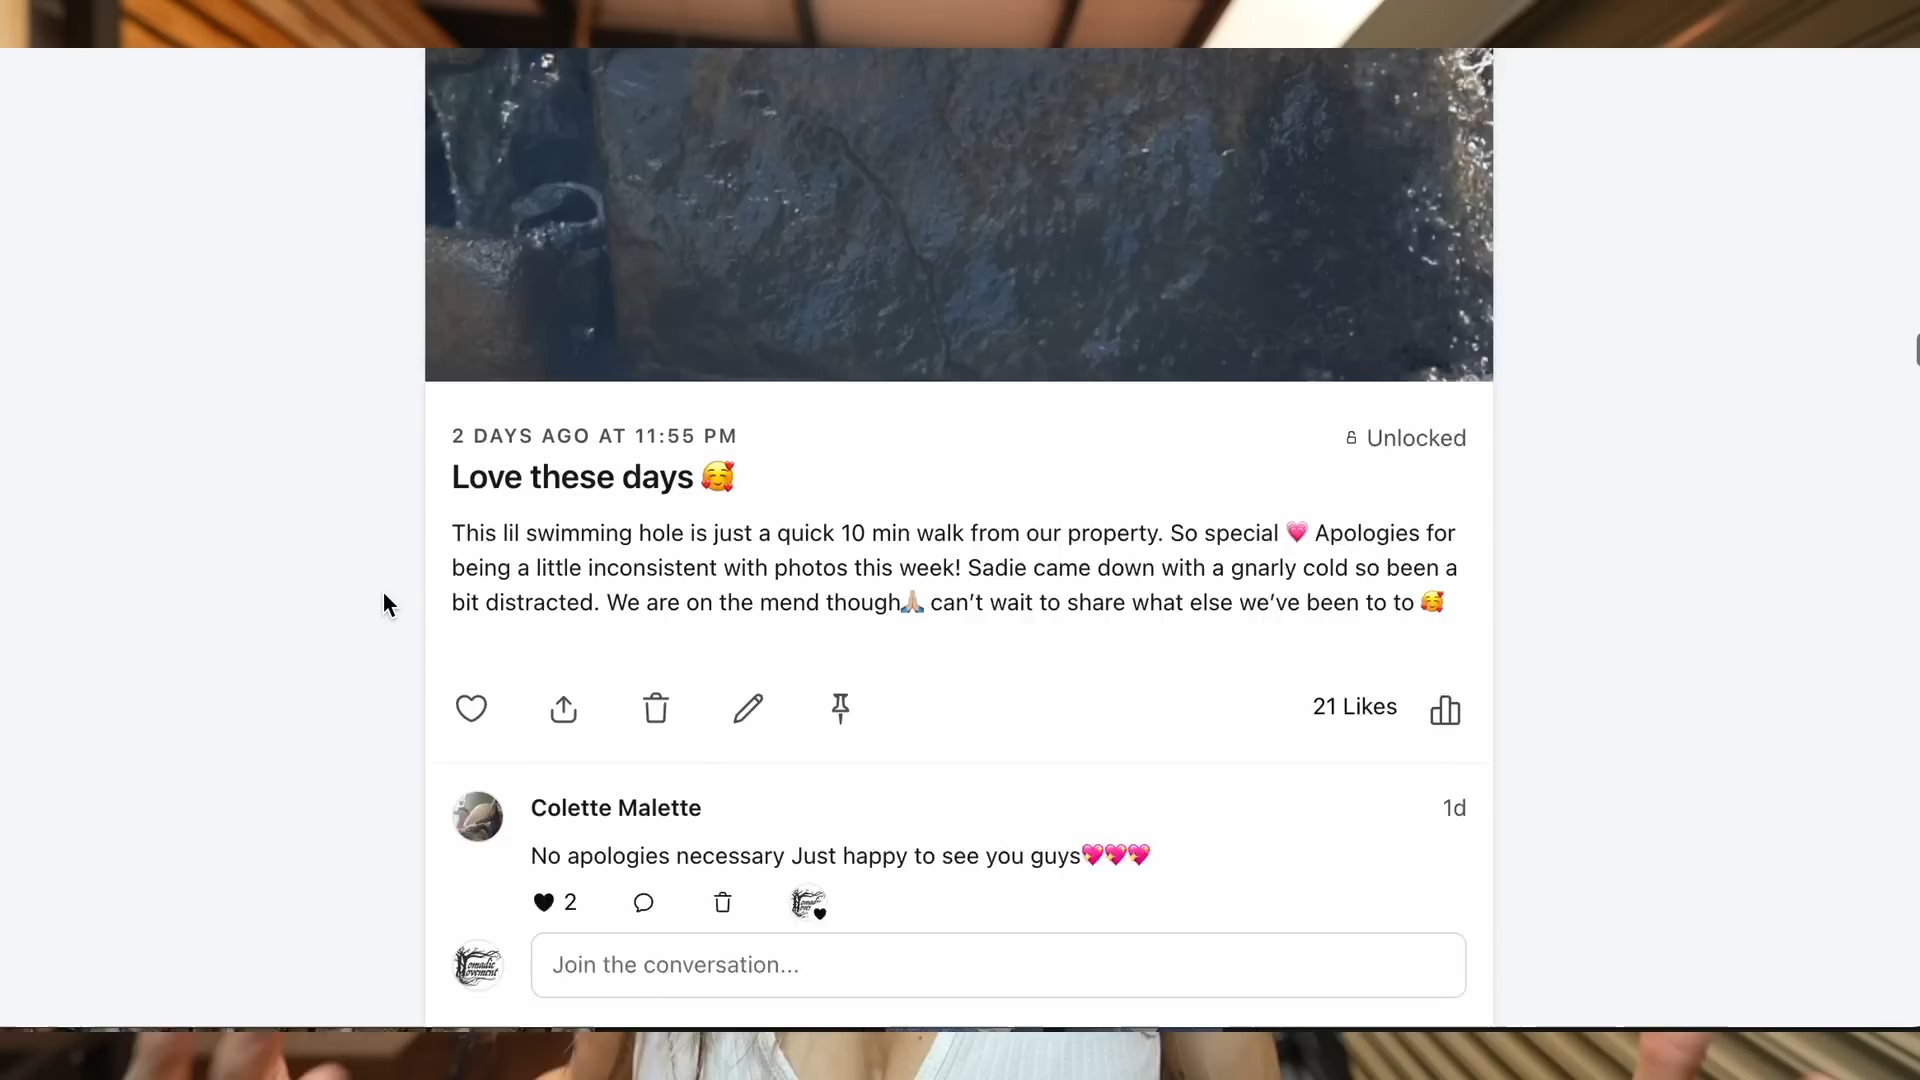 2 DAYS AGO AT 11:55 PM
Unlocked
Love these days 🥰
This lil swimming hole is just a quick 10 min walk from our property. So special 💗 Apologies for
being a little inconsistent with photos this week! Sadie came down with a gnarly cold so been a
bit distracted. We are on the mend though🙏🏼 can’t wait to share what else we’ve been to to 🥰
21 Likes
Colette Malette
1d
No apologies necessary Just happy to see you guys💖💖💖
2
Nomadic
Movement
Join the conversation...